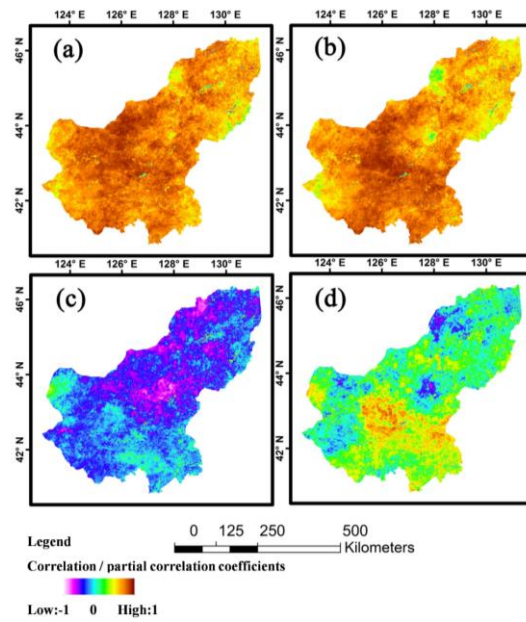 124° E 126° E 128° E 130° E
124° E 126° E 128° E 130° E
46° N
44° N
42° N
(a)
(b)
46° N
44° N
42° N
124° E 126° E 128° E 130° E
124° E 126° E 128° E 130° E
46° N
44° N
42° N
(c)
(d)
46° N
44° N
42° N
Legend
0 125 250 500
Kilometers
Correlation / partial correlation coefficients
Low:-1 0 High:1